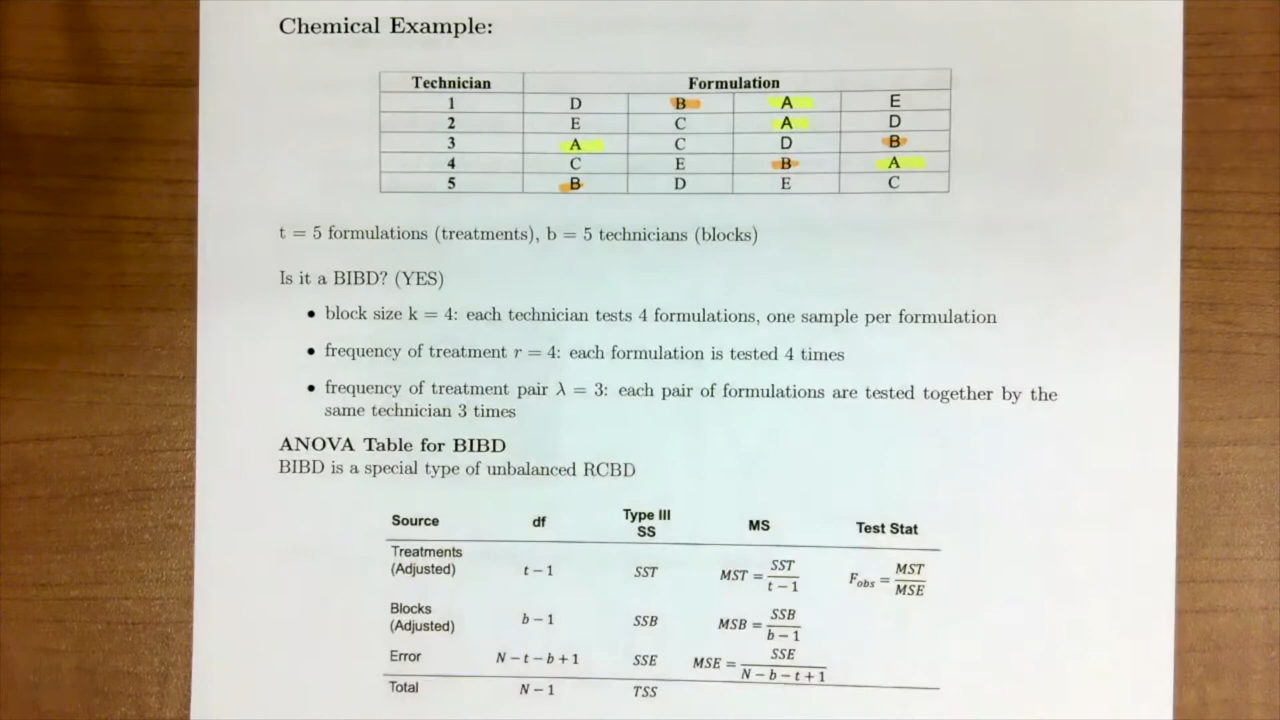 Chemical Example:
Technician Formulation
1 D B A E
2 E C A D
3 A C D B
4 C E B A
5 B D E C
t = 5 formulations (treatments), b = 5 technicians (blocks)
Is it a BIBD? (YES)
• block size k = 4: each technician tests 4 formulations, one sample per formulation
• frequency of treatment r = 4: each formulation is tested 4 times
• frequency of treatment pair λ = 3: each pair of formulations are tested together by the
same technician 3 times
ANOVA Table for BIBD
BIBD is a special type of unbalanced RCBD
Source df Type III SS MS Test Stat
Treatments (Adjusted) t − 1 SST MST = SST / t − 1 F_obs = MST / MSE
Blocks (Adjusted) b − 1 SSB MSB = SSB / b − 1
Error N − t − b + 1 SSE MSE = SSE / N − b − t + 1
Total N − 1 TSS